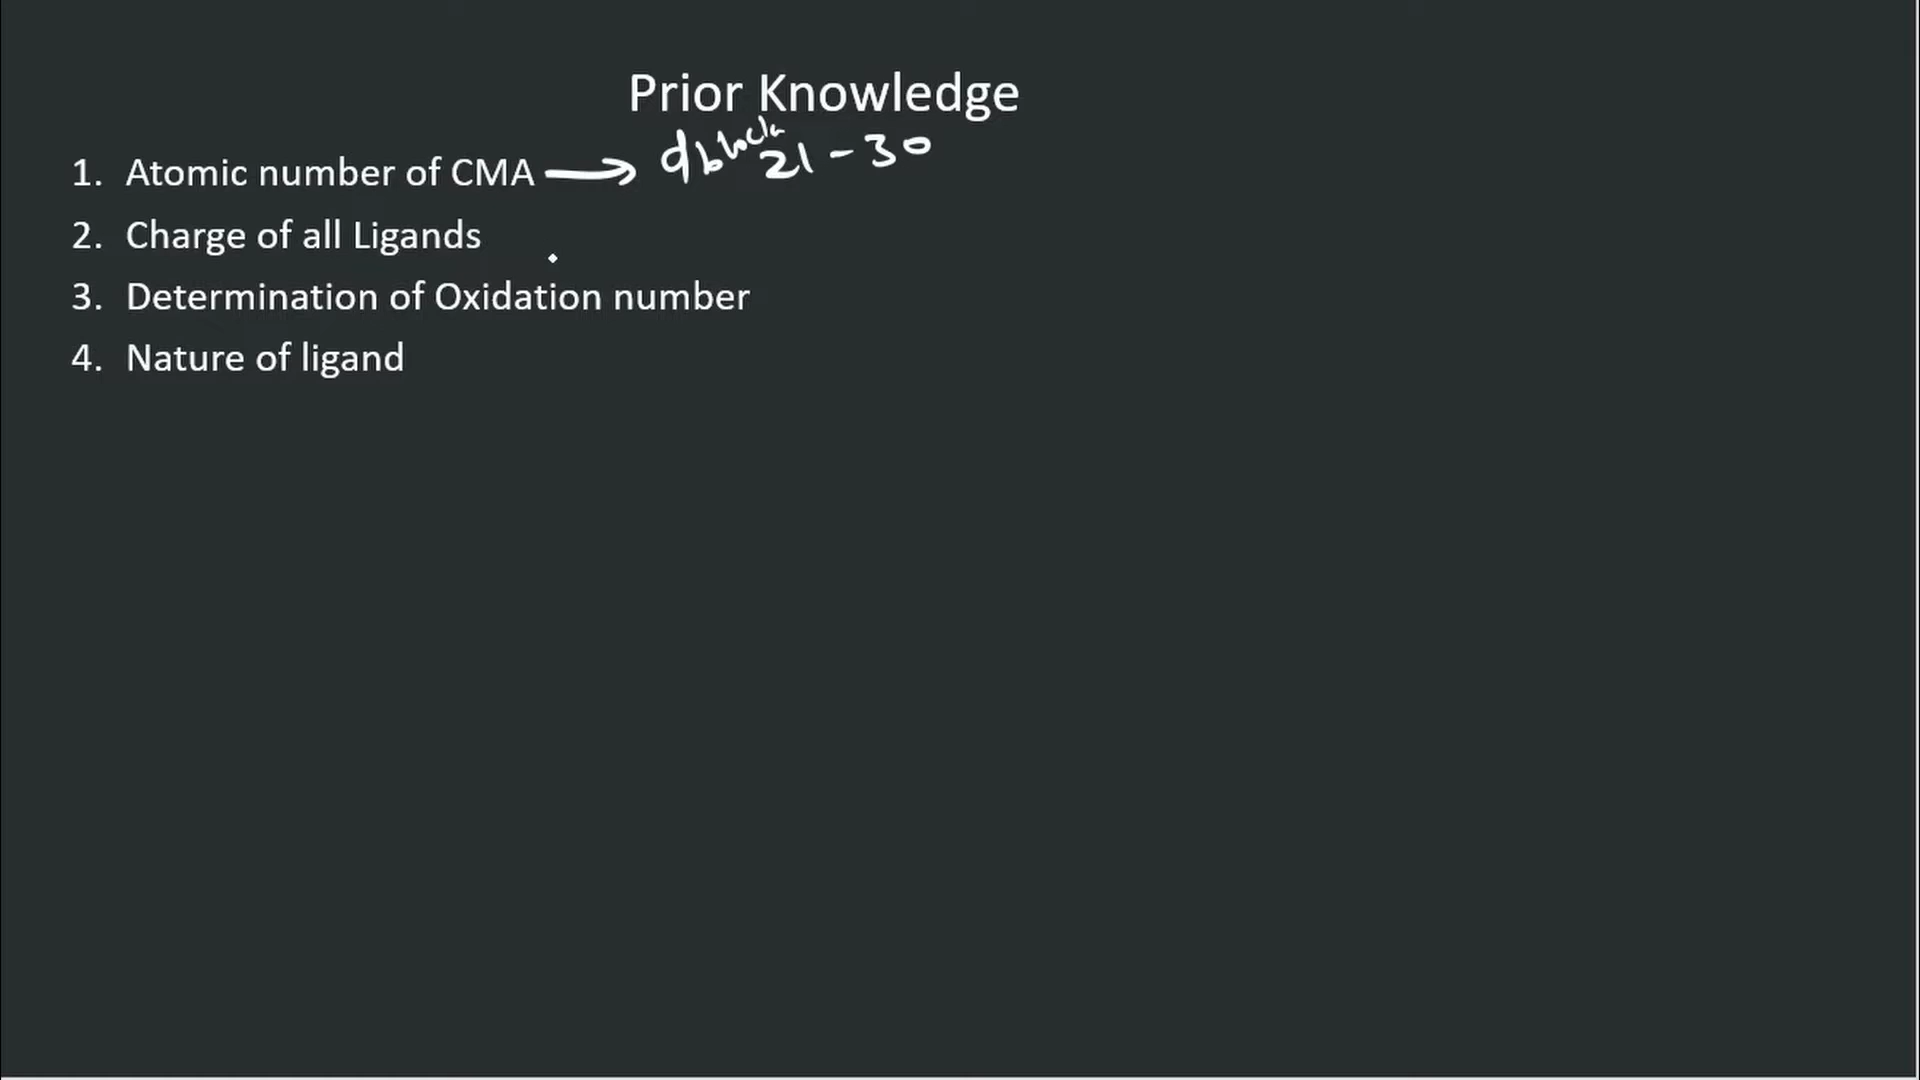 Prior Knowledge
1. Atomic number of CMA → d block 21-30
2. Charge of all Ligands
3. Determination of Oxidation number
4. Nature of ligand